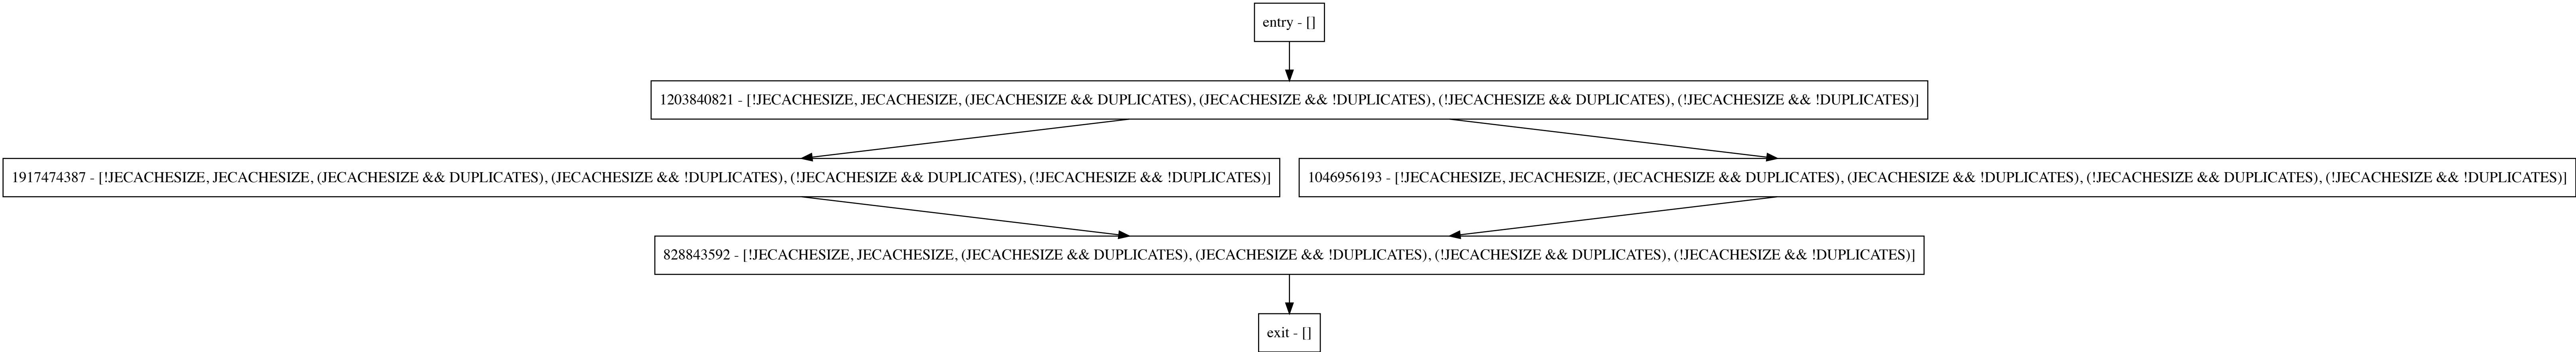 entry - []
1203840821 - [!JECACHESIZE, JECACHESIZE, (JECACHESIZE && DUPLICATES), (JECACHESIZE && !DUPLICATES), (!JECACHESIZE && DUPLICATES), (!JECACHESIZE && !DUPLICATES)]
1917474387 - [!JECACHESIZE, JECACHESIZE, (JECACHESIZE && DUPLICATES), (JECACHESIZE && !DUPLICATES), (!JECACHESIZE && DUPLICATES), (!JECACHESIZE && !DUPLICATES)]
1046956193 - [!JECACHESIZE, JECACHESIZE, (JECACHESIZE && DUPLICATES), (JECACHESIZE && !DUPLICATES), (!JECACHESIZE && DUPLICATES), (!JECACHESIZE && !DUPLICATES)]
828843592 - [!JECACHESIZE, JECACHESIZE, (JECACHESIZE && DUPLICATES), (JECACHESIZE && !DUPLICATES), (!JECACHESIZE && DUPLICATES), (!JECACHESIZE && !DUPLICATES)]
exit - []